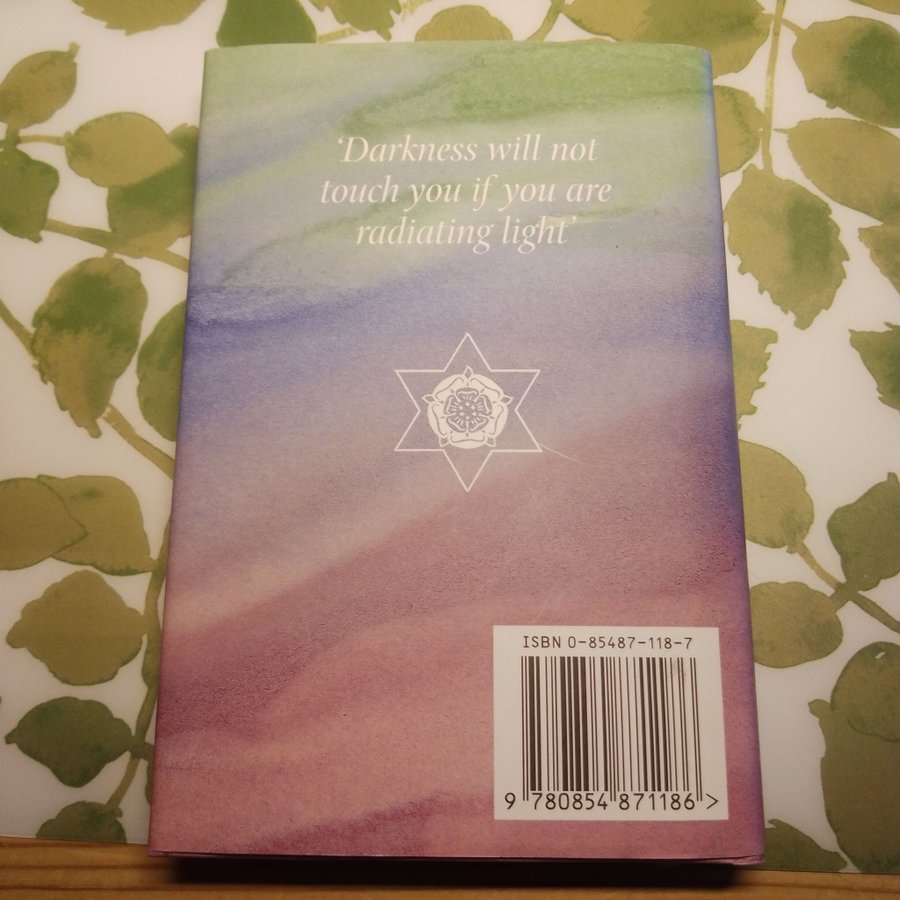 ‘Darkness will not
touch you if you are
radiating light’
ISBN 0-85487-118-7
9 780854 871186 >